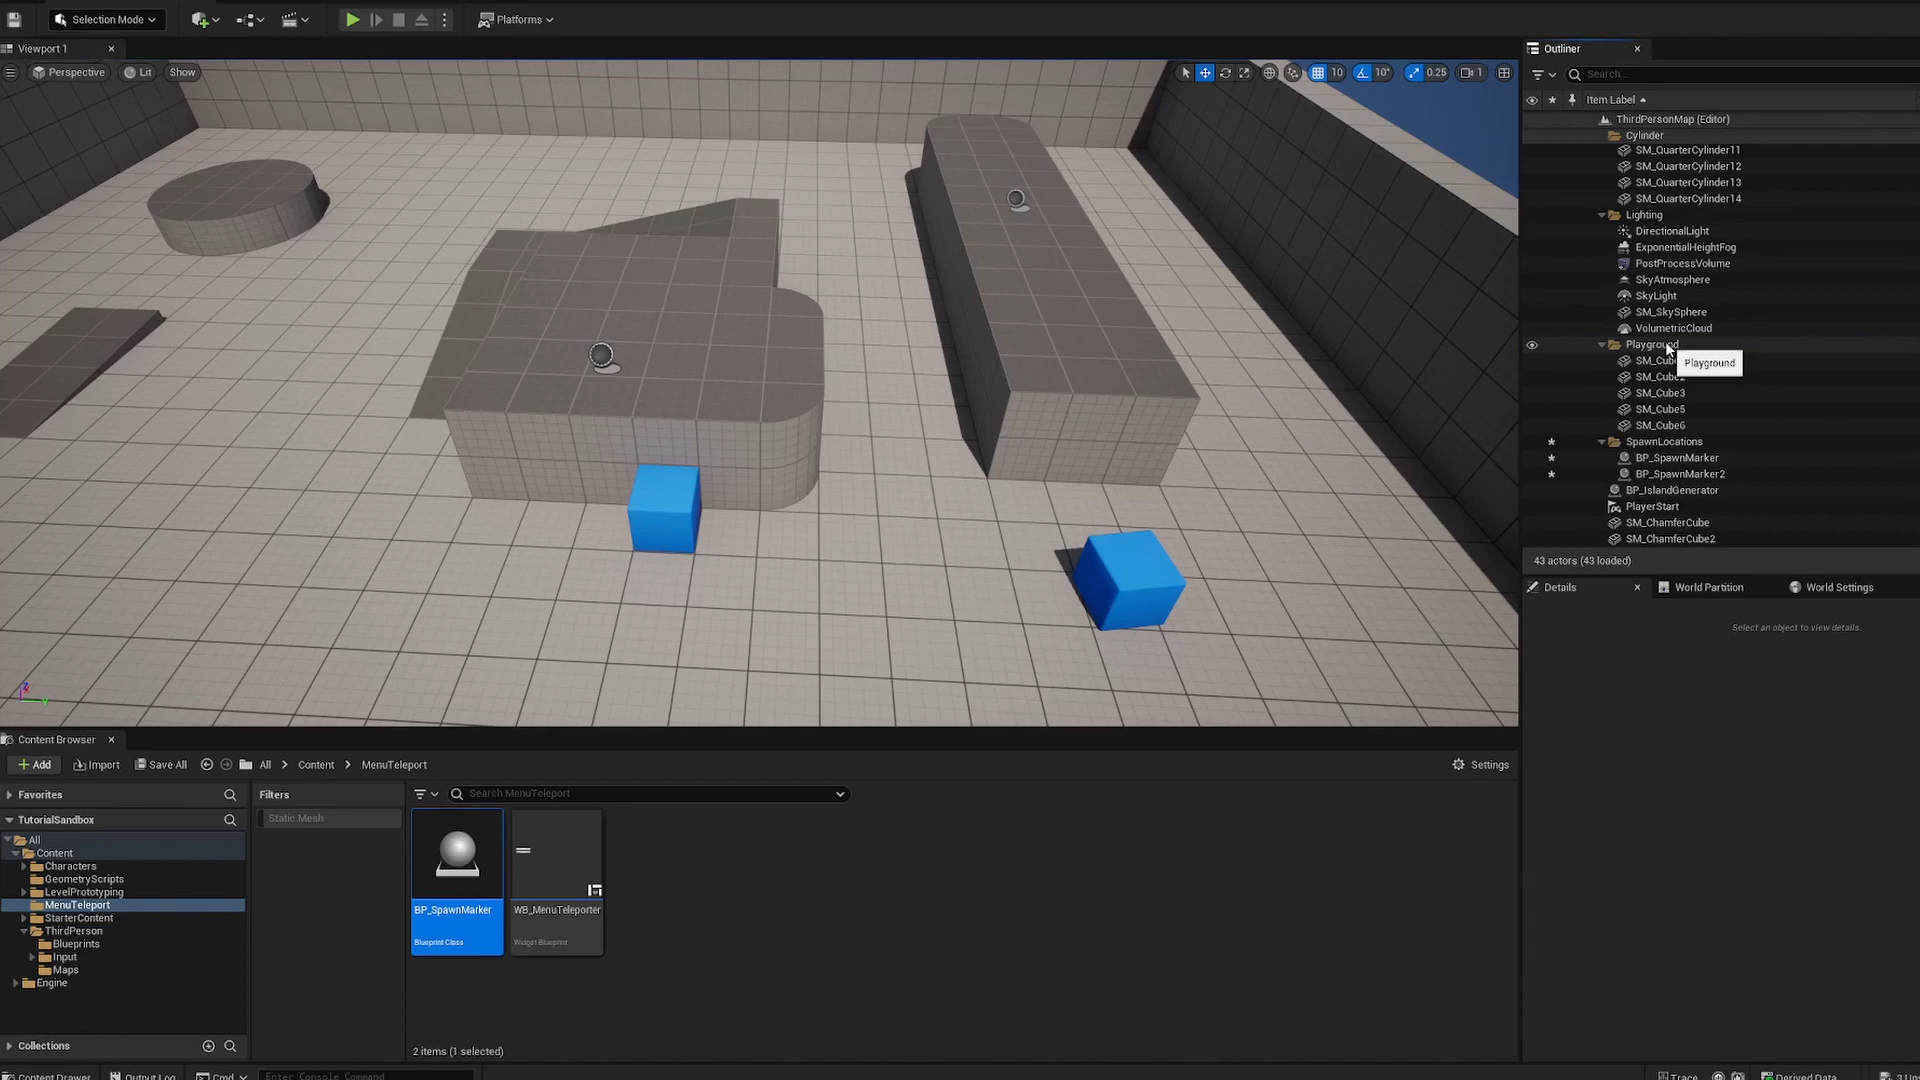 Selection Mode
Platforms
Viewport 1
Perspective
Lit
Show
10
10°
0.25
1
Outliner
Search...
Item Label
ThirdPersonMap (Editor)
Cylinder
SM_QuarterCylinder11
SM_QuarterCylinder12
SM_QuarterCylinder13
SM_QuarterCylinder14
Lighting
DirectionalLight
ExponentialHeightFog
PostProcessVolume
SkyAtmosphere
SkyLight
SM_SkySphere
VolumetricCloud
Playground
Playground
SM_Cube2
SM_Cube3
SM_Cube5
SM_Cube6
SpawnLocations
BP_SpawnMarker
BP_SpawnMarker2
BP_IslandGenerator
PlayerStart
SM_ChamferCube
SM_ChamferCube2
43 actors (43 loaded)
Details
World Partition
World Settings
Select an object to view details.
Z
Content Browser
Add
Import
Save All
All
Content
MenuTeleport
Settings
Favorites
TutorialSandbox
All
Content
Characters
GeometryScripts
LevelPrototyping
MenuTeleport
StarterContent
ThirdPerson
Blueprints
Input
Maps
Engine
Collections
Filters
Static Mesh
Search MenuTeleport
BP_SpawnMarker
Blueprint Class
WB_MenuTeleporter
Widget Blueprint
2 items (1 selected)
Content Drawer
Output Log
Cmd
Enter Console Command
Trace
Derived Data